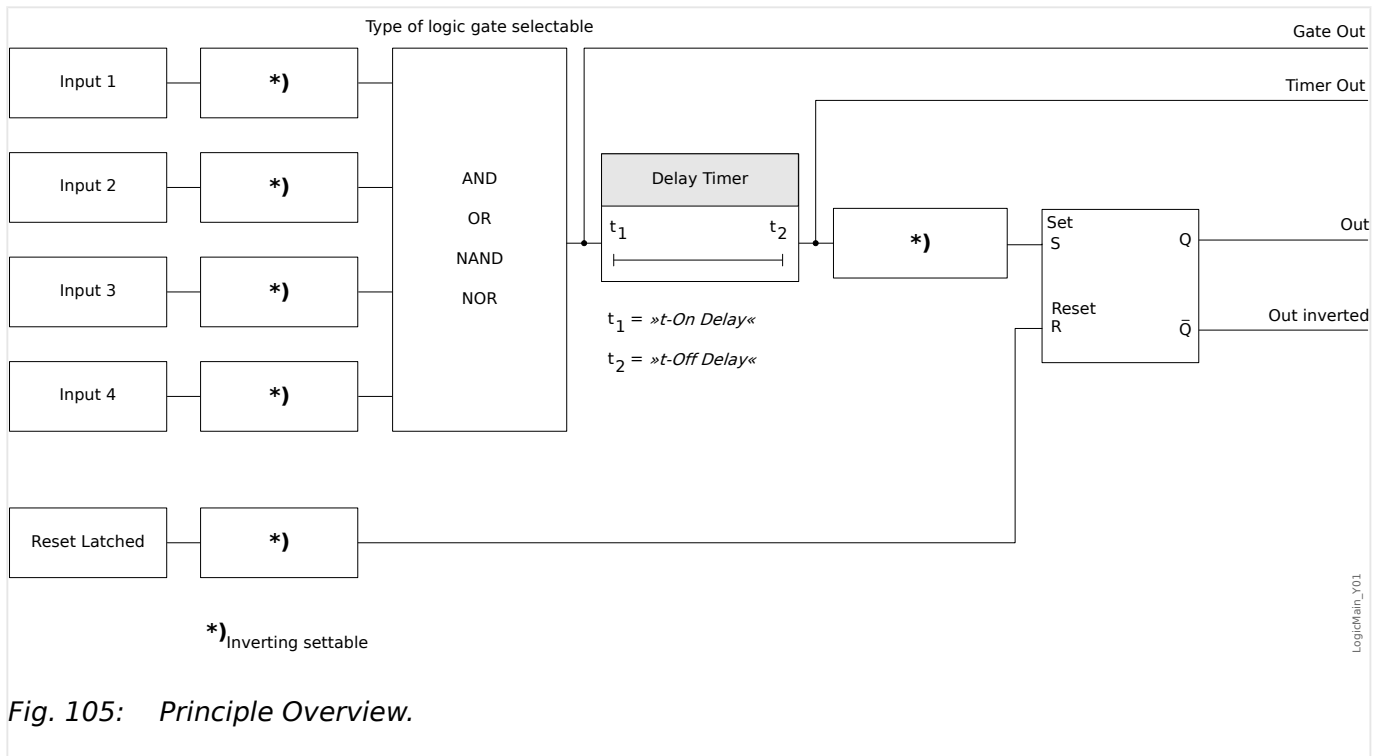 Type of logic gate selectable
Gate Out
Timer Out
Input 1
*)
Input 2
*)
Input 3
*)
Input 4
*)
AND
OR
NAND
NOR
Delay Timer
t1
t2
t1 = »t-On Delay«
t2 = »t-Off Delay«
*)
Set
S
Q
Reset
R
Q̅
Out
Out inverted
Reset Latched
*)
*) Inverting settable
LogicMain_Y01
Fig. 105: Principle Overview.